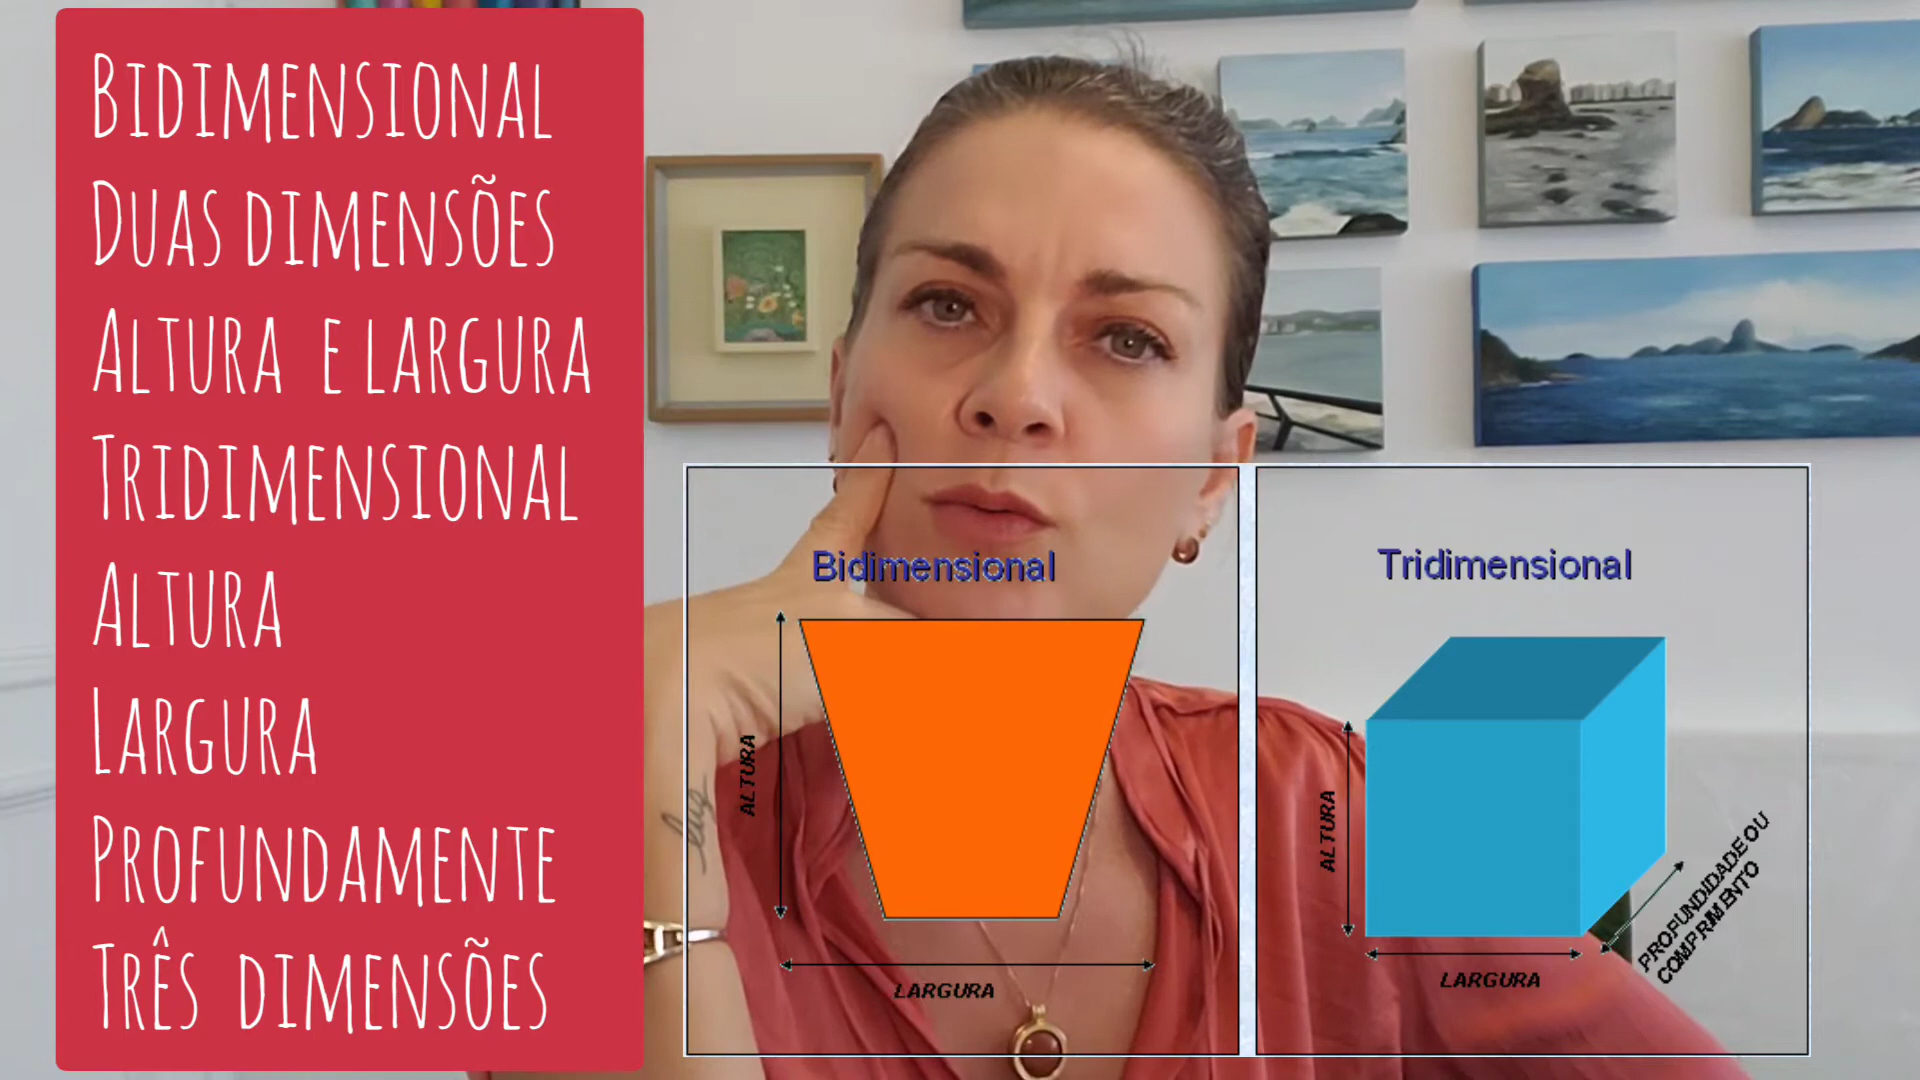 Bidimensional
Duas dimensões
Altura e largura
Tridimensional
Altura
Largura
Profundamente
Três dimensões
Bidimensional
ALTURA
LARGURA
Tridimensional
ALTURA
LARGURA
PROFUNDIDADE OU
COMPRIMENTO
luz